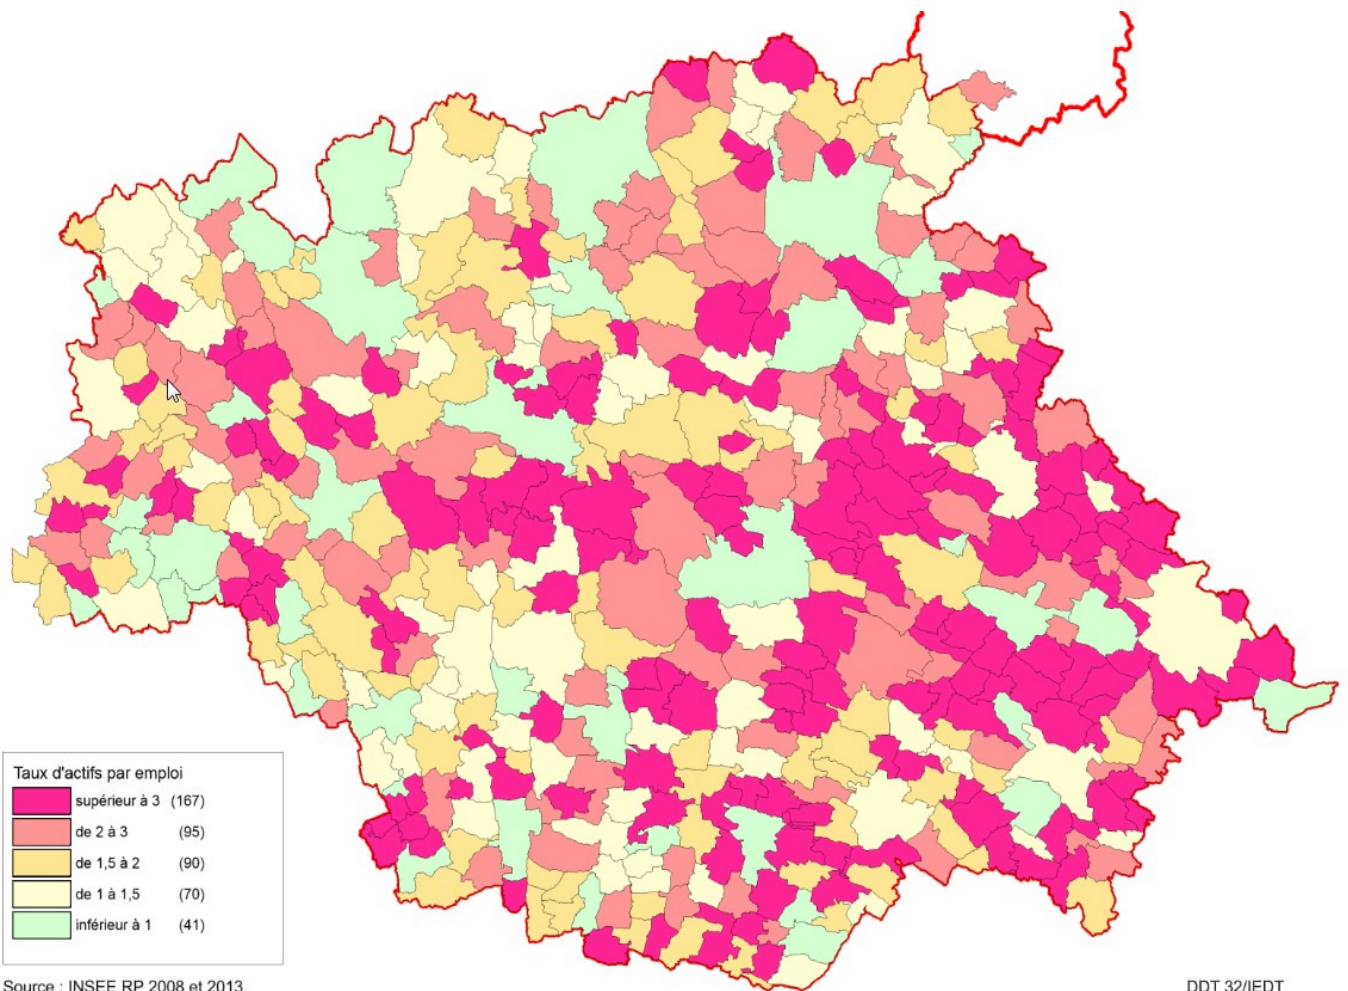 Taux d'actifs par emploi
supérieur à 3 (167)
de 2 à 3 (95)
de 1,5 à 2 (90)
de 1 à 1,5 (70)
inférieur à 1 (41)
Source : INSEE RP 2008 et 2013
DDT 32/IEDT